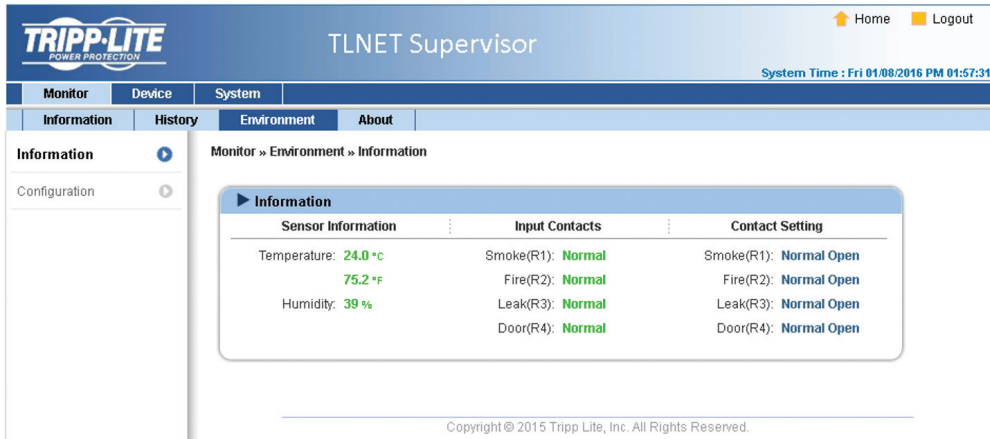 TRIPP·LITE
POWER PROTECTION
TLNET Supervisor
Home
Logout
System Time : Fri 01/08/2016 PM 01:57:31
Monitor Device System
Information History Environment About
Information
Configuration
Monitor » Environment » Information
Information
Sensor Information Input Contacts Contact Setting
Temperature: 24.0 °C Smoke(R1): Normal Smoke(R1): Normal Open
75.2 °F Fire(R2): Normal Fire(R2): Normal Open
Humidity: 39 % Leak(R3): Normal Leak(R3): Normal Open
Door(R4): Normal Door(R4): Normal Open
Copyright © 2015 Tripp Lite, Inc. All Rights Reserved.